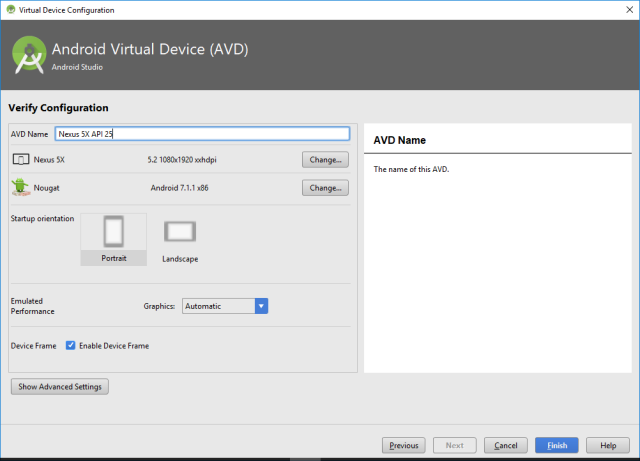 Virtual Device Configuration
Android Virtual Device (AVD)
Android Studio
Verify Configuration
AVD Name Nexus 5X API 25
Nexus 5X 5.2 1080x1920 xxhdpi Change...
Nougat Android 7.1.1 x86 Change...
Startup orientation
Portrait Landscape
Emulated
Performance Graphics: Automatic
Device Frame Enable Device Frame
Show Advanced Settings
AVD Name
The name of this AVD.
Previous Next Cancel Finish Help